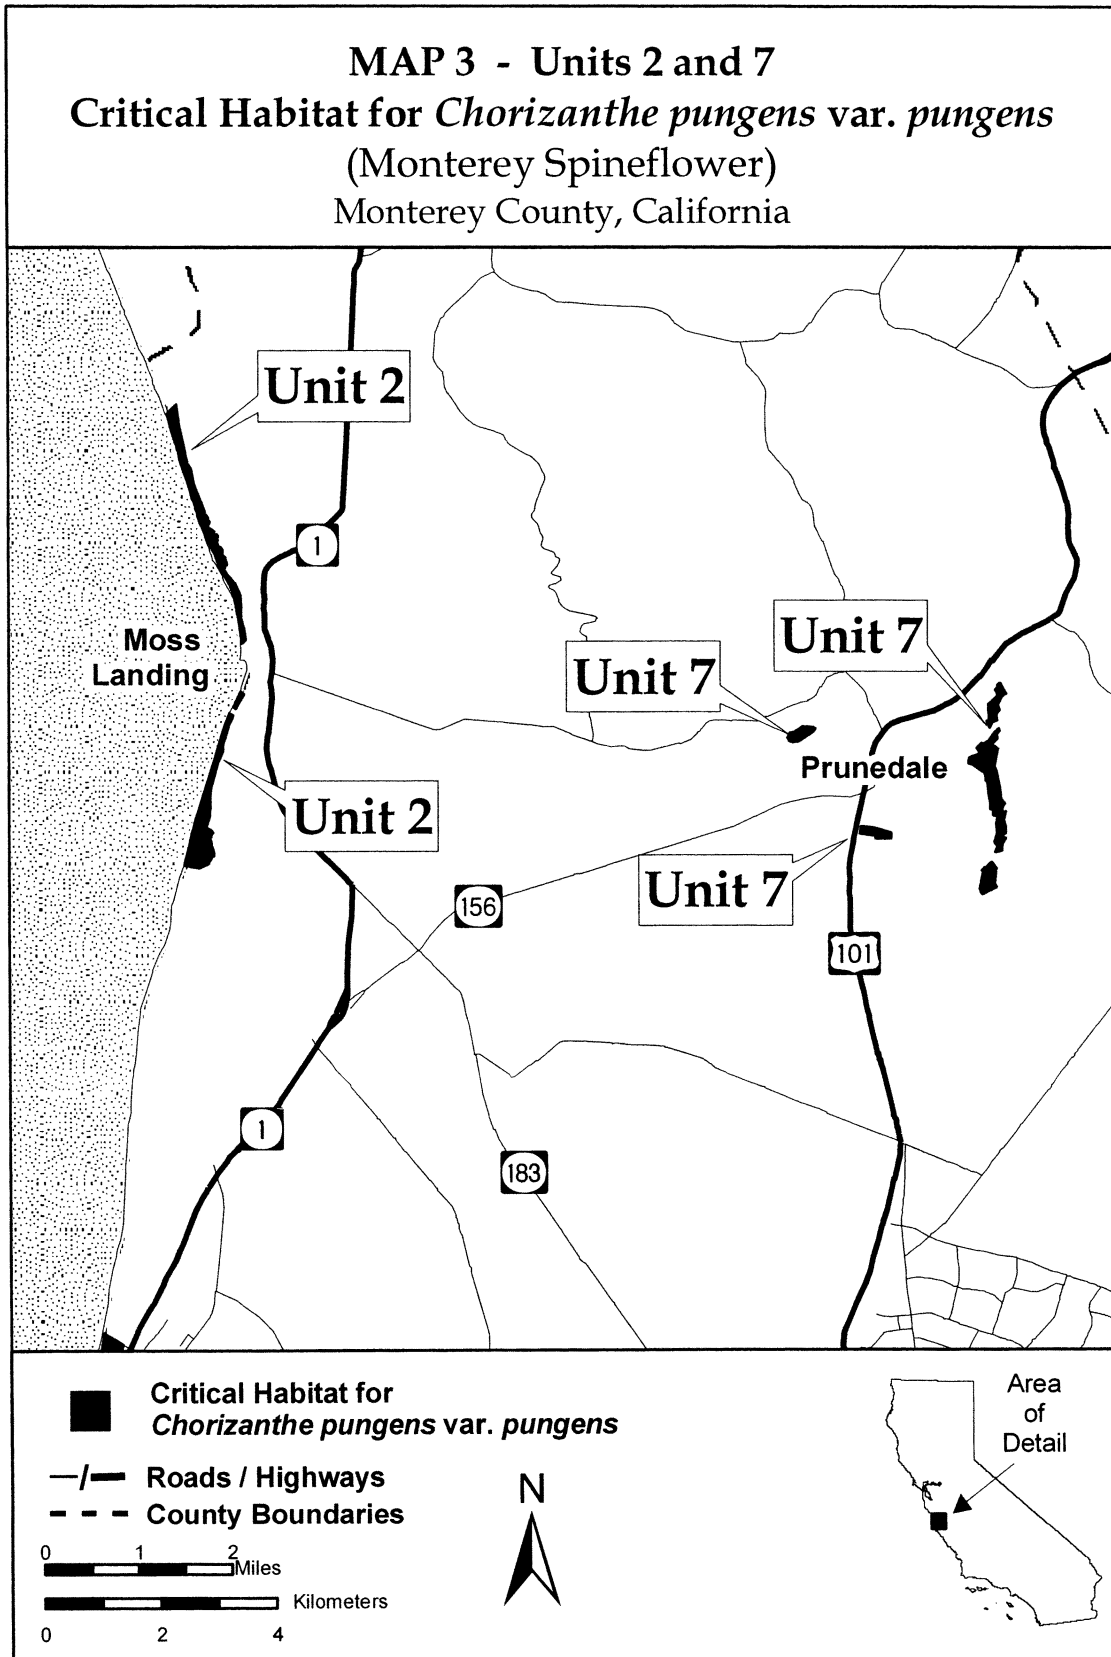 MAP 3 - Units 2 and 7
Critical Habitat for Chorizanthe pungens var. pungens
(Monterey Spineflower)
Monterey County, California
Unit 2
1
Moss
Landing
Unit 7
Unit 7
Prunedale
Unit 2
Unit 7
156
101
1
183
Critical Habitat for
Chorizanthe pungens var. pungens
Roads / Highways
County Boundaries
0 1 2
Miles
Kilometers
0 2 4
N
Area
of
Detail